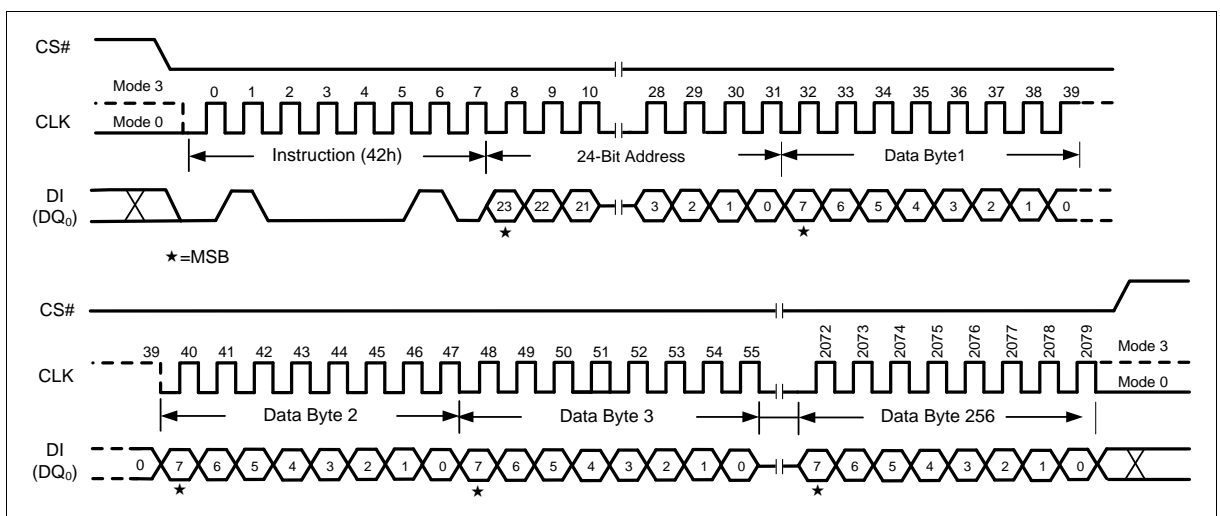 CS#
Mode 3
0 1 2 3 4 5 6 7 8 9 10 28 29 30 31 32 33 34 35 36 37 38 39
CLK
Mode 0
Instruction (42h) 24-Bit Address Data Byte1
DI
(DQ0)
23 22 21 3 2 1 0 7 6 5 4 3 2 1 0
★ ★
★=MSB
CS#
39 40 41 42 43 44 45 46 47 48 49 50 51 52 53 54 55 2072 2073 2074 2075 2076 2077 2078 2079
Mode 3
CLK
Mode 0
Data Byte 2 Data Byte 3 Data Byte 256
DI
(DQ0)
0 7 6 5 4 3 2 1 0 7 6 5 4 3 2 1 0 7 6 5 4 3 2 1 0
★ ★ ★